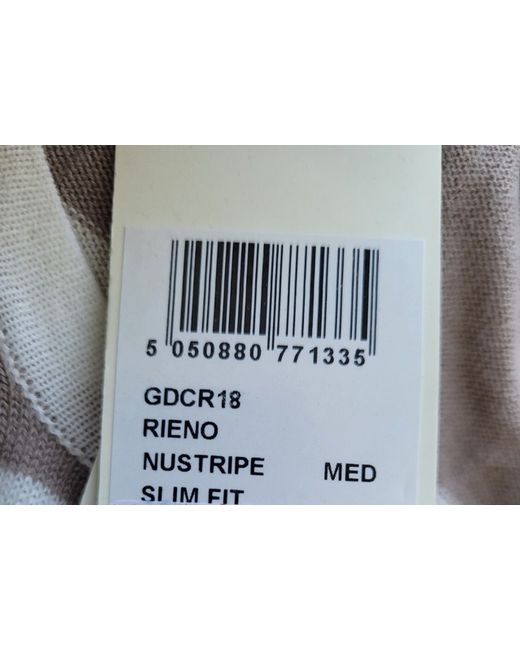 5 050880 771335
GDCR18
RIENO
NUSTRIPE MED
SLIM FIT